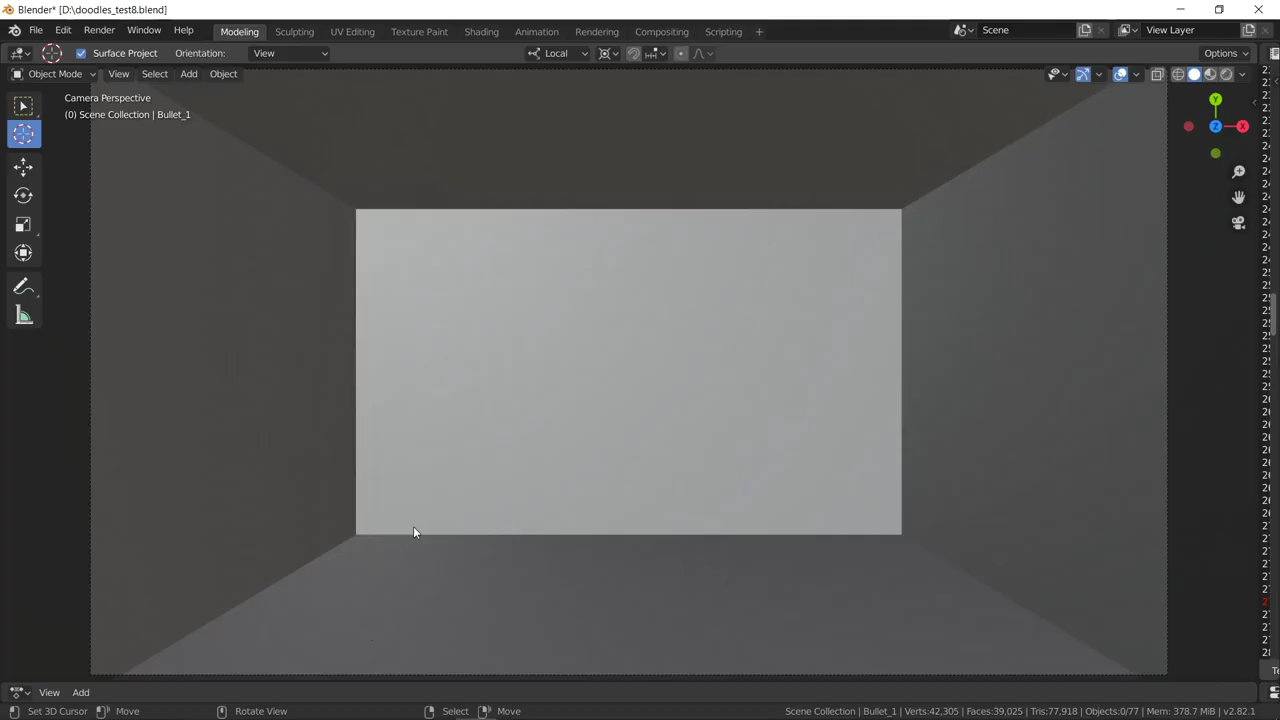 Blender* [D:\doodles_test8.blend]
File Edit Render Window Help Modeling Sculpting UV Editing Texture Paint Shading Animation Rendering Compositing Scripting + Scene View Layer
Surface Project Orientation: View Local Options
Object Mode View Select Add Object
Camera Perspective
(0) Scene Collection | Bullet_1
Y
Z X
View Add
Set 3D Cursor Move Rotate View Select Move Scene Collection | Bullet_1 | Verts:42,305 | Faces:39,025 | Tris:77,918 | Objects:0/77 | Mem: 378.7 MiB | v2.82.1